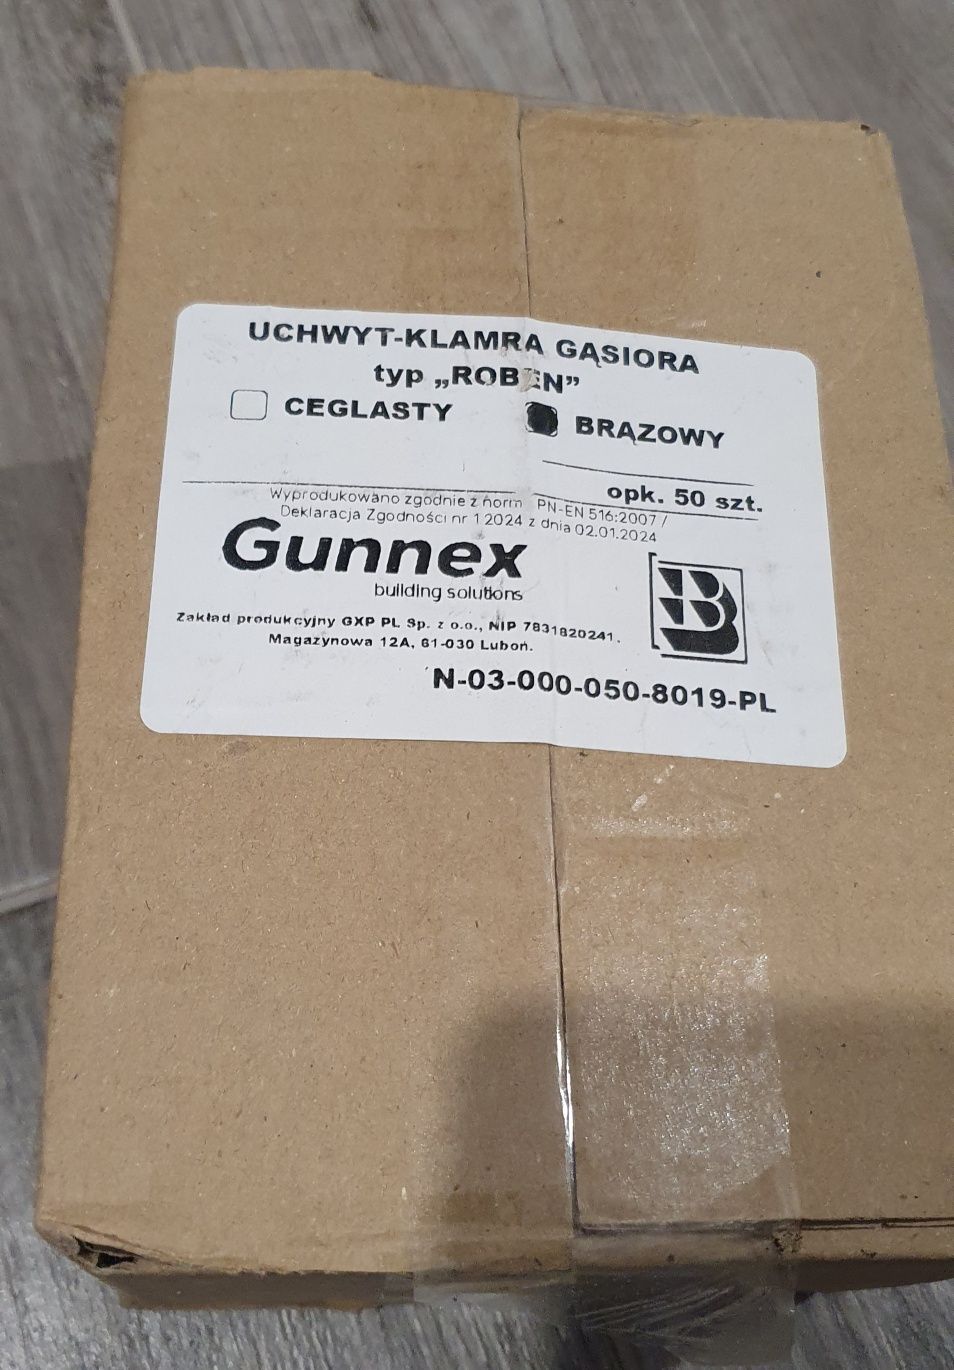 UCHWYT-KLAMRA GĄSIORA
typ „ROBEN”
CEGLASTY BRĄZOWY
opk. 50 szt.
Wyprodukowano zgodnie z norm PN-EN 516:2007 /
Deklaracja Zgodności nr 1 2024 z dnia 02.01.2024
Gunnex
building solutions
B
Zakład produkcyjny GXP PL Sp. z o.o., NIP 7831820241.
Magazynowa 12A, 61-030 Luboń.
N-03-000-050-8019-PL